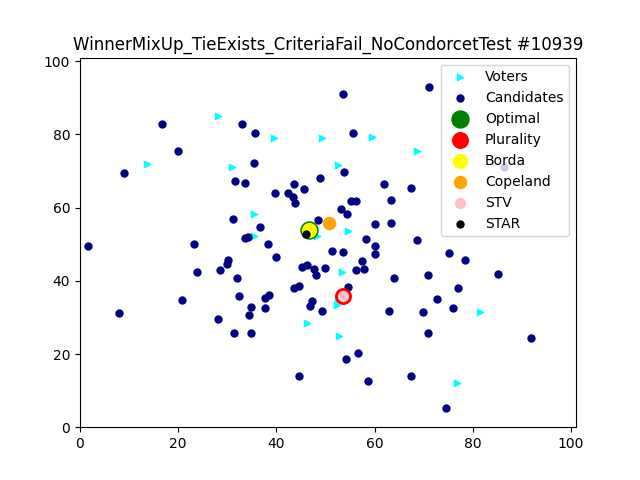 WinnerMixUp_TieExists_CriteriaFail_NoCondorcetTest #10939
100
80
60
40
20
0
0 20 40 60 80 100
Voters
Candidates
Optimal
Plurality
Borda
Copeland
STV
STAR